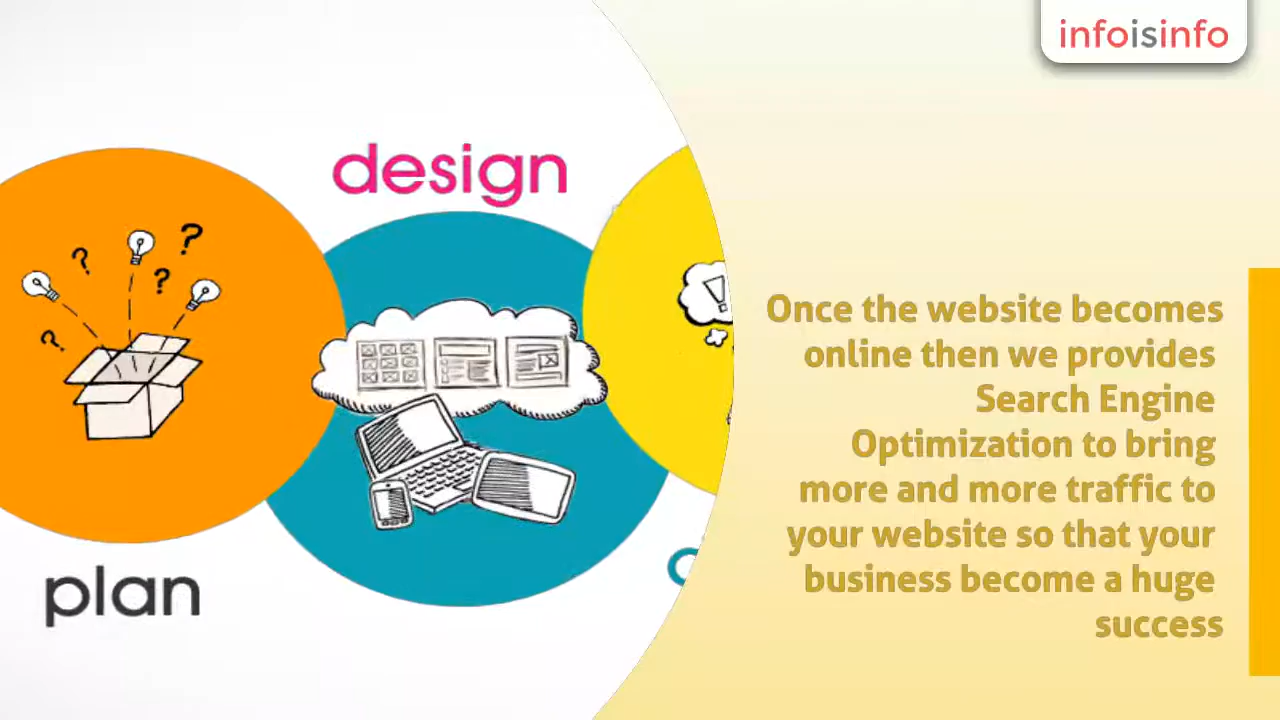 infoisinfo
design
plan
Once the website becomes
online then we provides
Search Engine
Optimization to bring
more and more traffic to
your website so that your
business become a huge
success